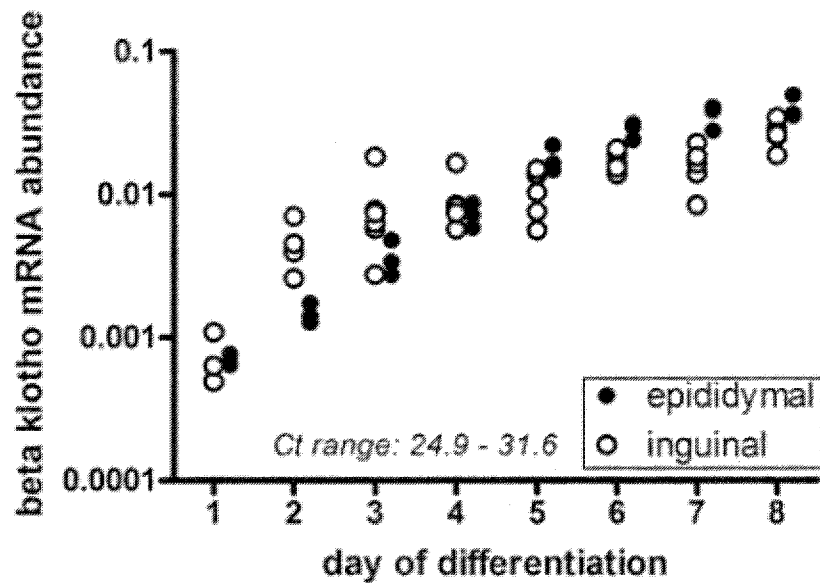 beta klotho mRNA abundance
0.1
0.01
0.001
0.0001
Ct range: 24.9 - 31.6
epididymal
inguinal
1 2 3 4 5 6 7 8
day of differentiation